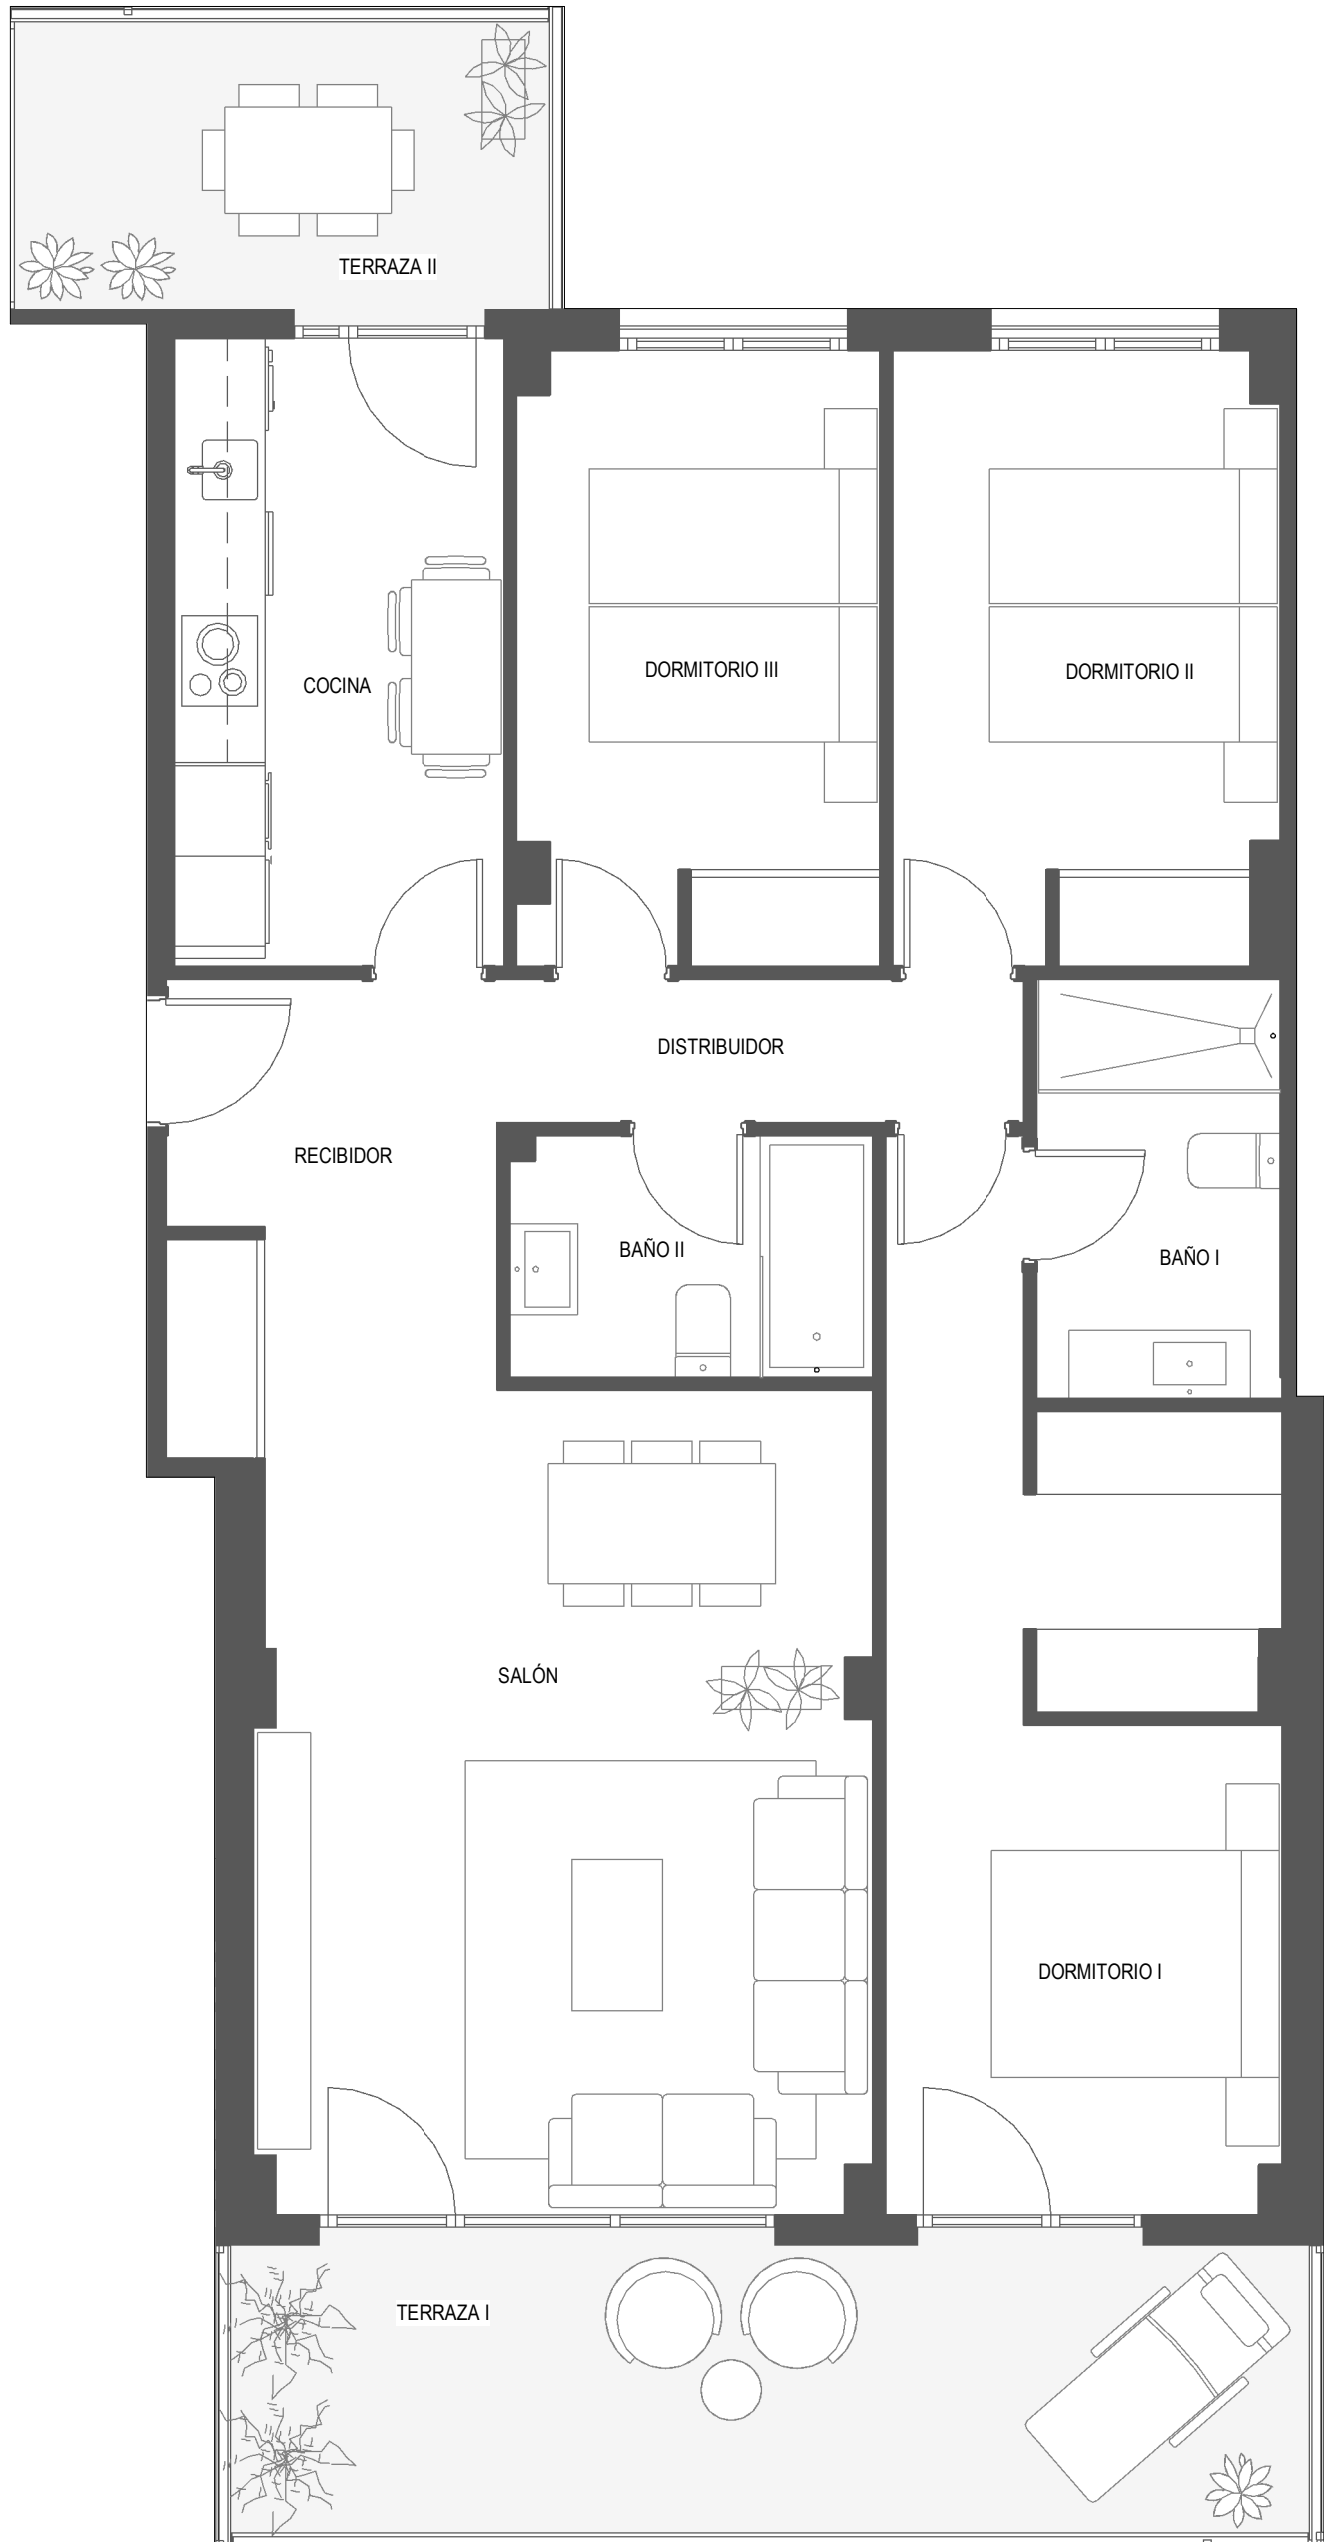 TERRAZA II
COCINA
DORMITORIO III
DORMITORIO II
DISTRIBUIDOR
RECIBIDOR
BAÑO II
BAÑO I
SALÓN
DORMITORIO I
TERRAZA I